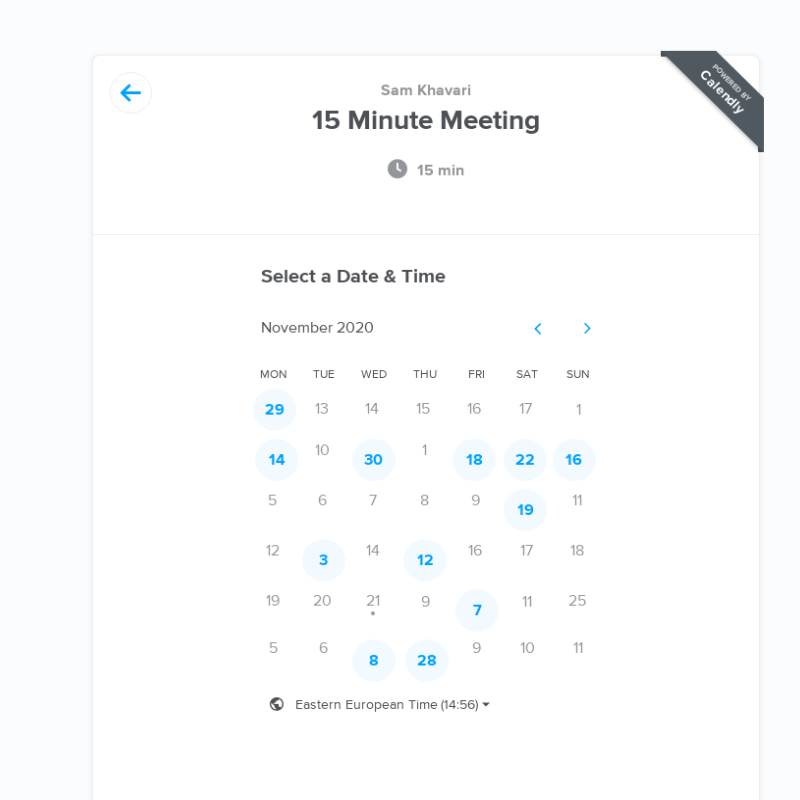 Sam Khavari
POWERED BY
Calendly
15 Minute Meeting
15 min
Select a Date & Time
November 2020
MON TUE WED THU FRI SAT SUN
29 13 14 15 16 17 1
14 10 30 1 18 22 16
5 6 7 8 9 19 11
12 3 14 12 16 17 18
19 20 21 9 7 11 25
5 6 8 28 9 10 11
Eastern European Time (14:56)